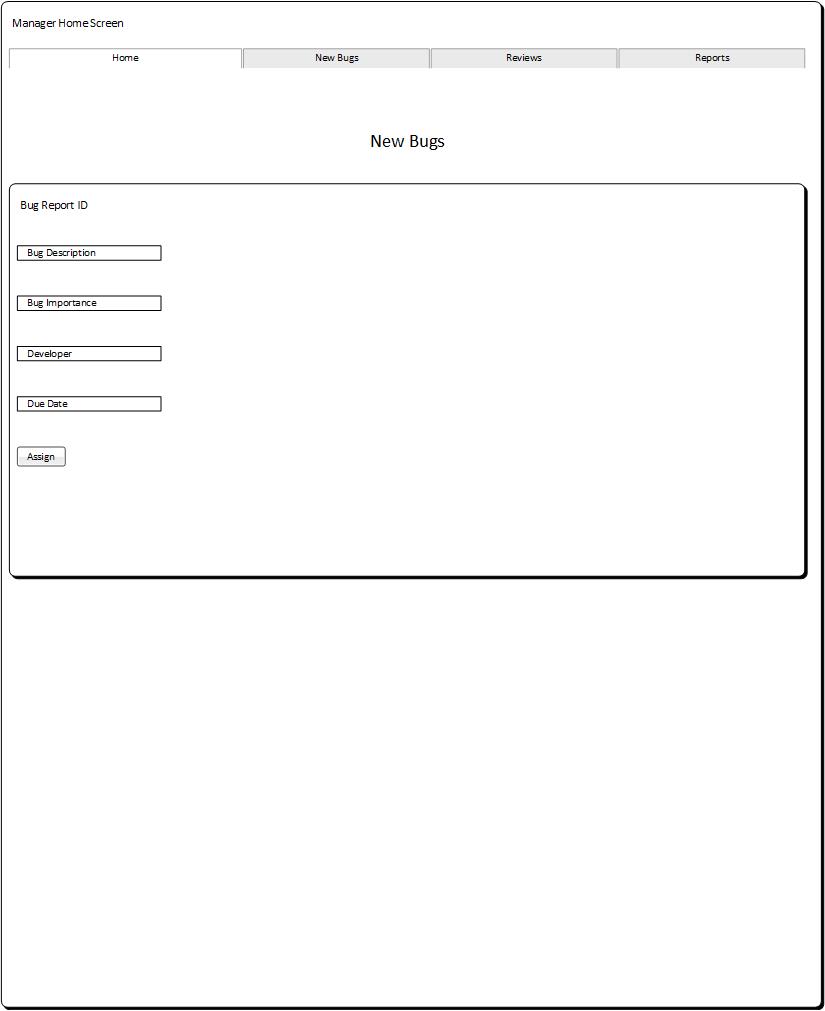 Manager Home Screen
Home New Bugs Reviews Reports
New Bugs
Bug Report ID
Bug Description
Bug Importance
Developer
Due Date
Assign